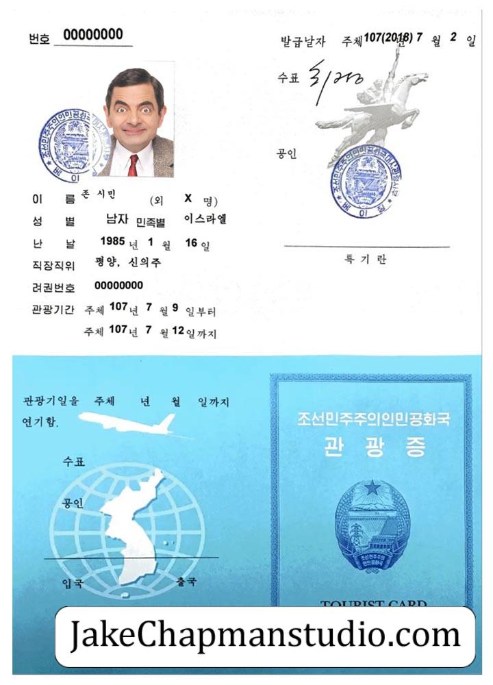 번호 00000000
이 름 존 시민 (외 X 명)
성 별 남자 민족별 이스라엘
난 날 1985 년 1 월 16 일
직장직위 평양, 신의주
려권번호 00000000
관광기간 주체 107 년 7 월 9 일부터
주체 107 년 7 월 12 일까지
발급날자 주체 107(2018) 7 월 2 일
수표
공인
특기란
관광기일을 주체 년 월 일까지
연기함.
수표
공인
입국 출국
조선민주주의인민공화국
관광증
TOURIST CARD
JakeChapmanstudio.com